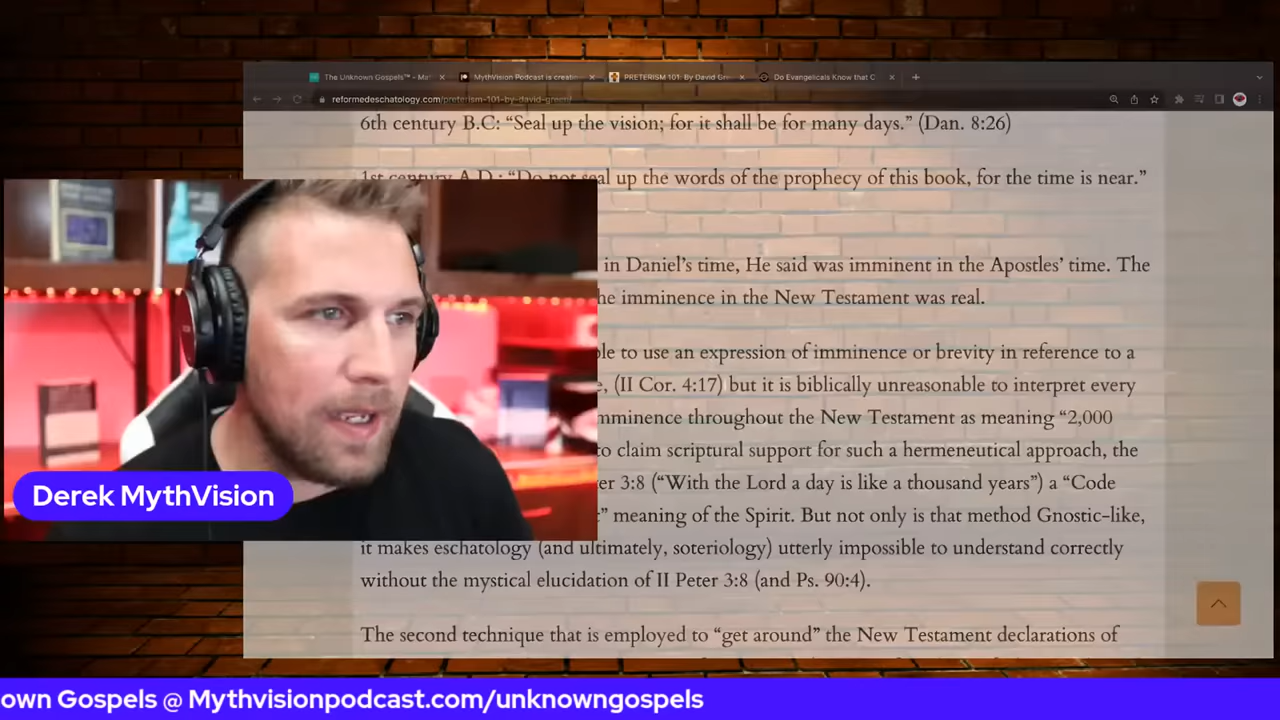 The Unknown Gospels™ - Ma
MythVision Podcast is creati
PRETERISM 101: By David Gr
Do Evangelicals Know that C
reformedeschatology.com/preterism-101-by-david-green/
6th century B.C: “Seal up the vision; for it shall be for many days.” (Dan. 8:26)
1st century A.D.: “Do not seal up the words of the prophecy of this book, for the time is near.”
in Daniel’s time, He said was imminent in the Apostles’ time. The
he imminence in the New Testament was real.
ble to use an expression of imminence or brevity in reference to a
e, (II Cor. 4:17) but it is biblically unreasonable to interpret every
mminence throughout the New Testament as meaning “2,000
to claim scriptural support for such a hermeneutical approach, the
er 3:8 (“With the Lord a day is like a thousand years”) a “Code
” meaning of the Spirit. But not only is that method Gnostic-like,
it makes eschatology (and ultimately, soteriology) utterly impossible to understand correctly
without the mystical elucidation of II Peter 3:8 (and Ps. 90:4).
The second technique that is employed to “get around” the New Testament declarations of
Derek MythVision
own Gospels @ Mythvisionpodcast.com/unknowngospels